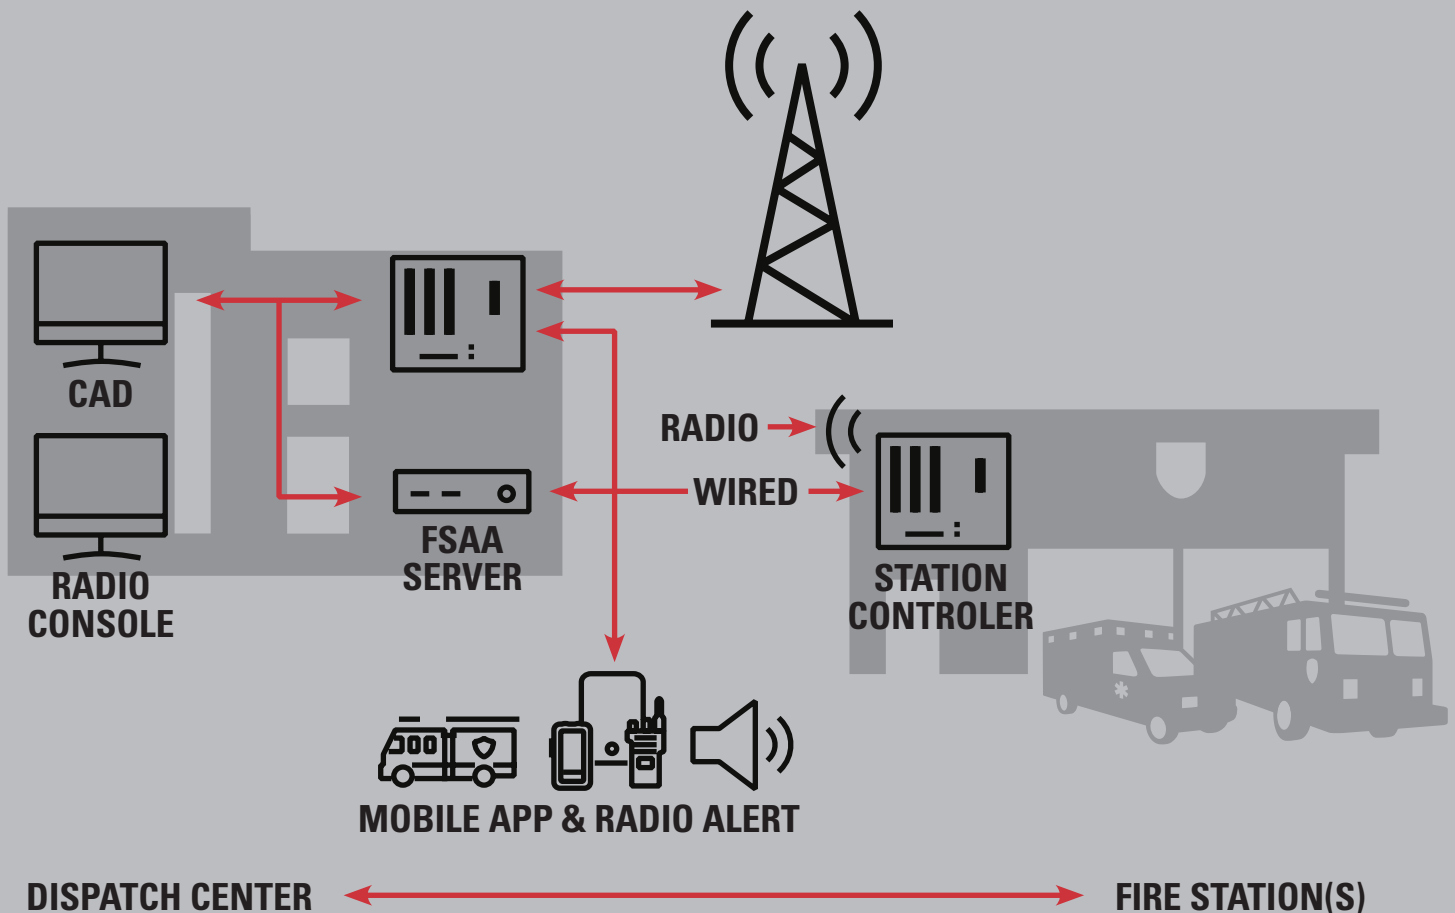 CAD
RADIO
CONSOLE
FSAA
SERVER
RADIO
WIRED
STATION
CONTROLER
MOBILE APP & RADIO ALERT
DISPATCH CENTER
FIRE STATION(S)